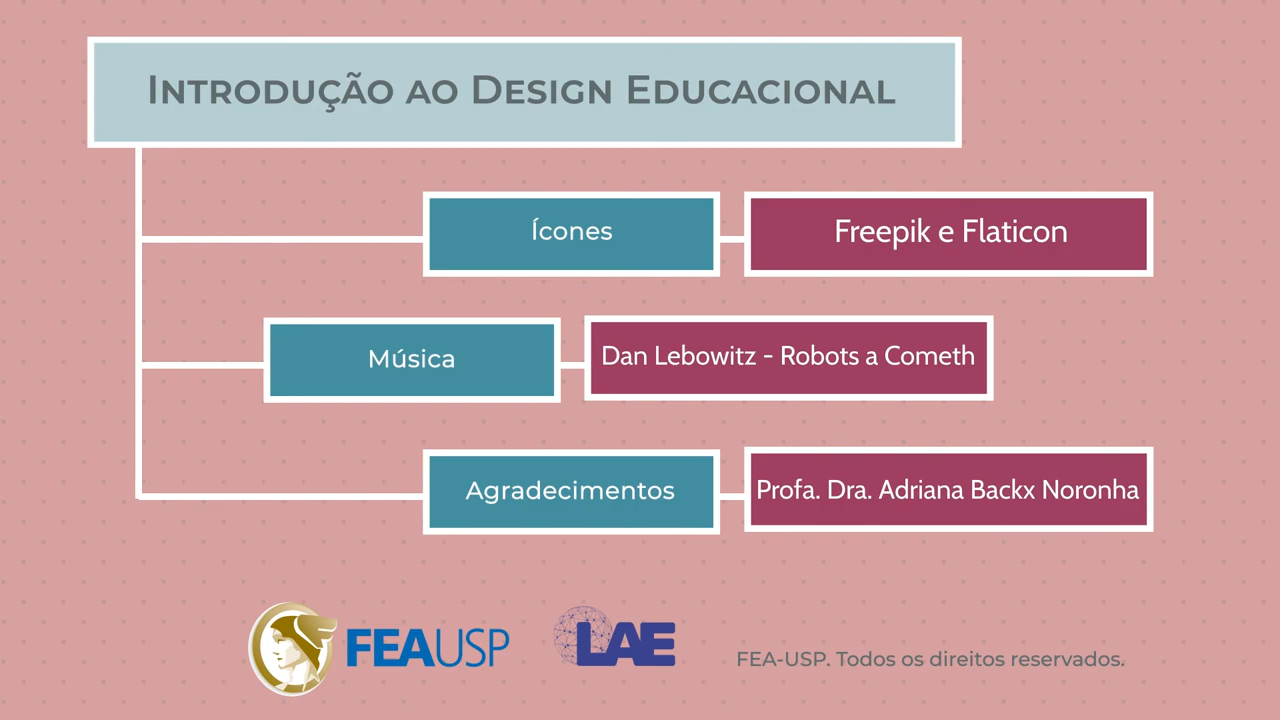 Introdução ao Design Educacional
Ícones
Freepik e Flaticon
Música
Dan Lebowitz - Robots a Cometh
Agradecimentos
Profa. Dra. Adriana Backx Noronha
FEAUSP
LAE
FEA-USP. Todos os direitos reservados.